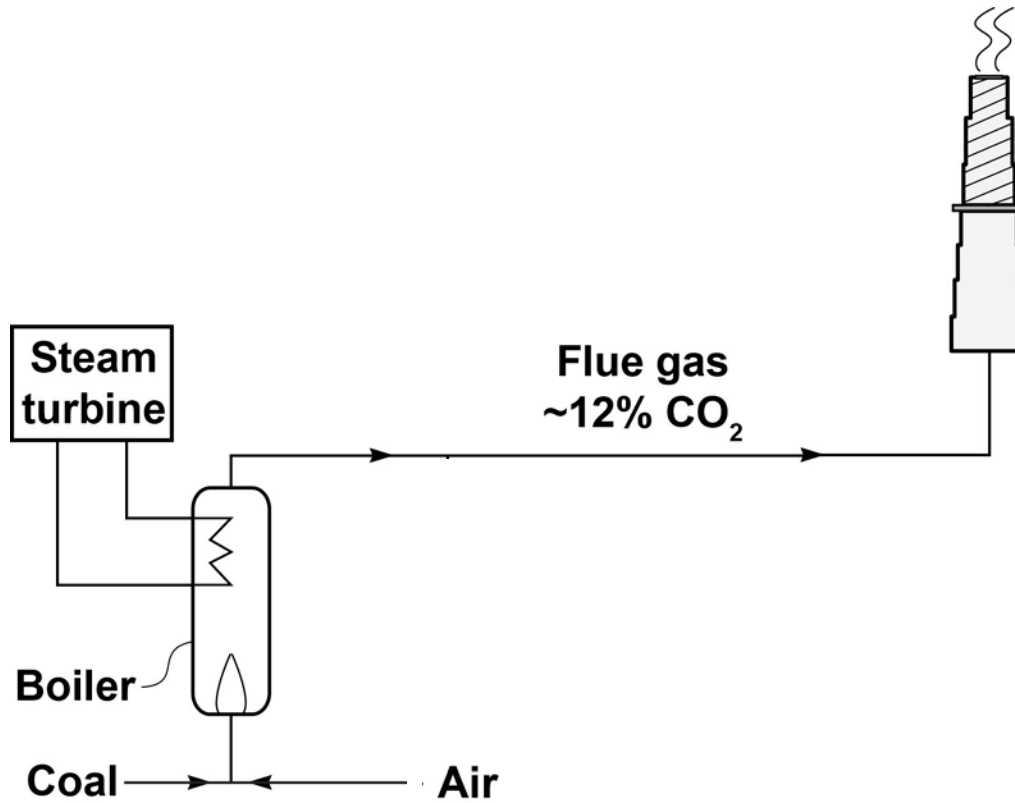 Steam
turbine
Flue gas
~12% CO₂
Boiler
Coal
Air